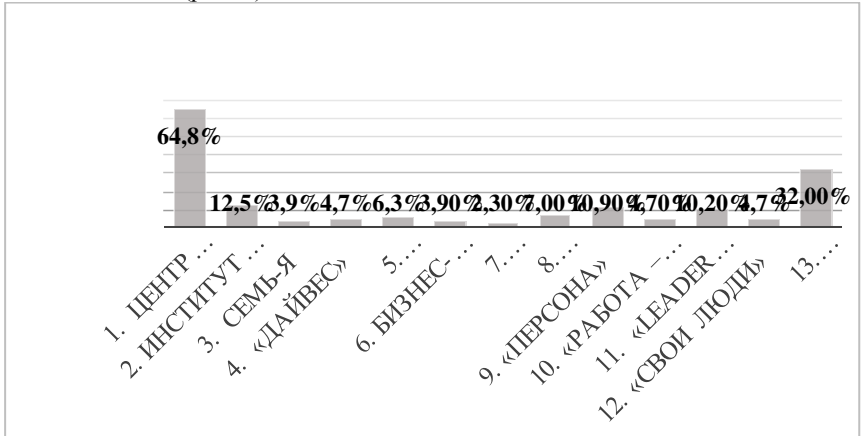 64,8%
12,5%
3,9%
4,7%
6,3%
3,90%
2,30%
7,00%
10,90%
4,70%
10,20%
4,7%
32,00%
1. ЦЕНТР …
2. ИНСТИТУТ …
3. СЕМЬ-Я
4. «ДАЙВЕС»
5.…
6. БИЗНЕС- …
7.…
8.…
9. «ПЕРСОНА»
10. «РАБОТА –…
11. «LEADER…
12. «СВОИ ЛЮДИ»
13.…